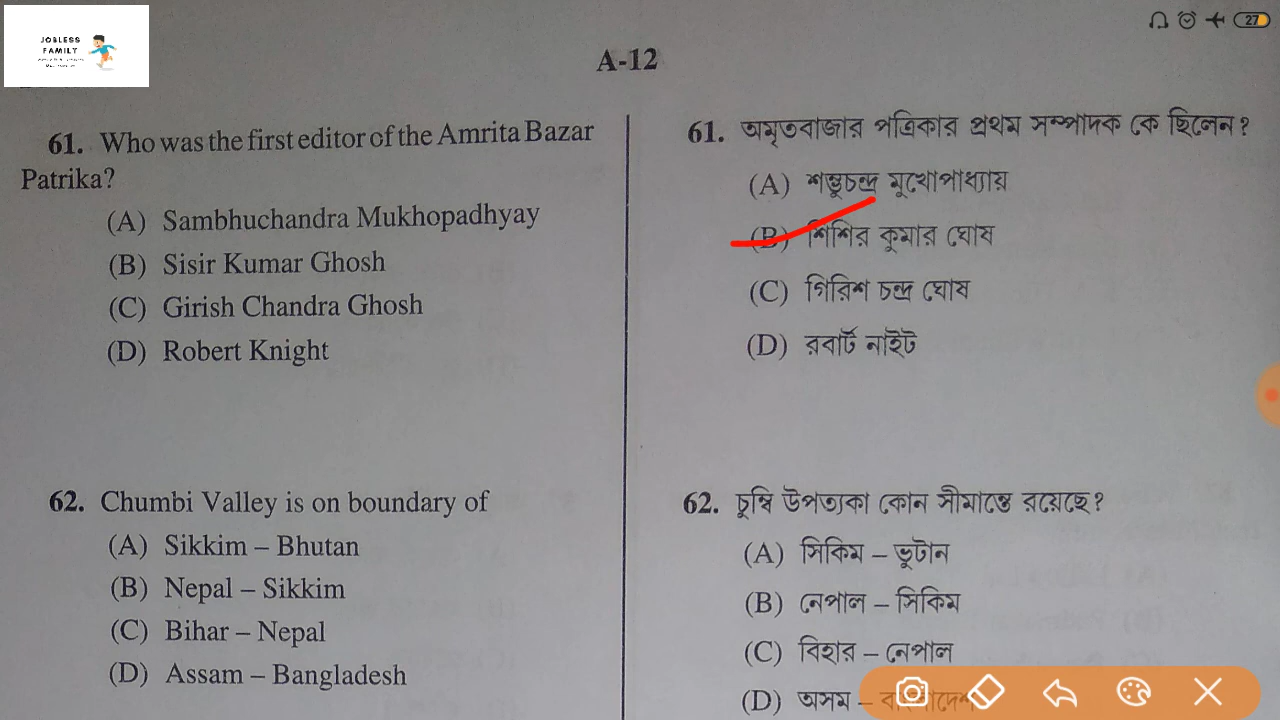 JOBLESS
FAMILY
27
A-12
61. Who was the first editor of the Amrita Bazar
Patrika?
(A) Sambhuchandra Mukhopadhyay
(B) Sisir Kumar Ghosh
(C) Girish Chandra Ghosh
(D) Robert Knight
62. Chumbi Valley is on boundary of
(A) Sikkim – Bhutan
(B) Nepal – Sikkim
(C) Bihar – Nepal
(D) Assam – Bangladesh
61. অমৃতবাজার পত্রিকার প্রথম সম্পাদক কে ছিলেন?
(A) শম্ভুচন্দ্র মুখোপাধ্যায়
(B) শিশির কুমার ঘোষ
(C) গিরিশ চন্দ্র ঘোষ
(D) রবার্ট নাইট
62. চুম্বি উপত্যকা কোন সীমান্তে রয়েছে?
(A) সিকিম – ভূটান
(B) নেপাল – সিকিম
(C) বিহার – নেপাল
(D) অসম – বাংলাদেশ